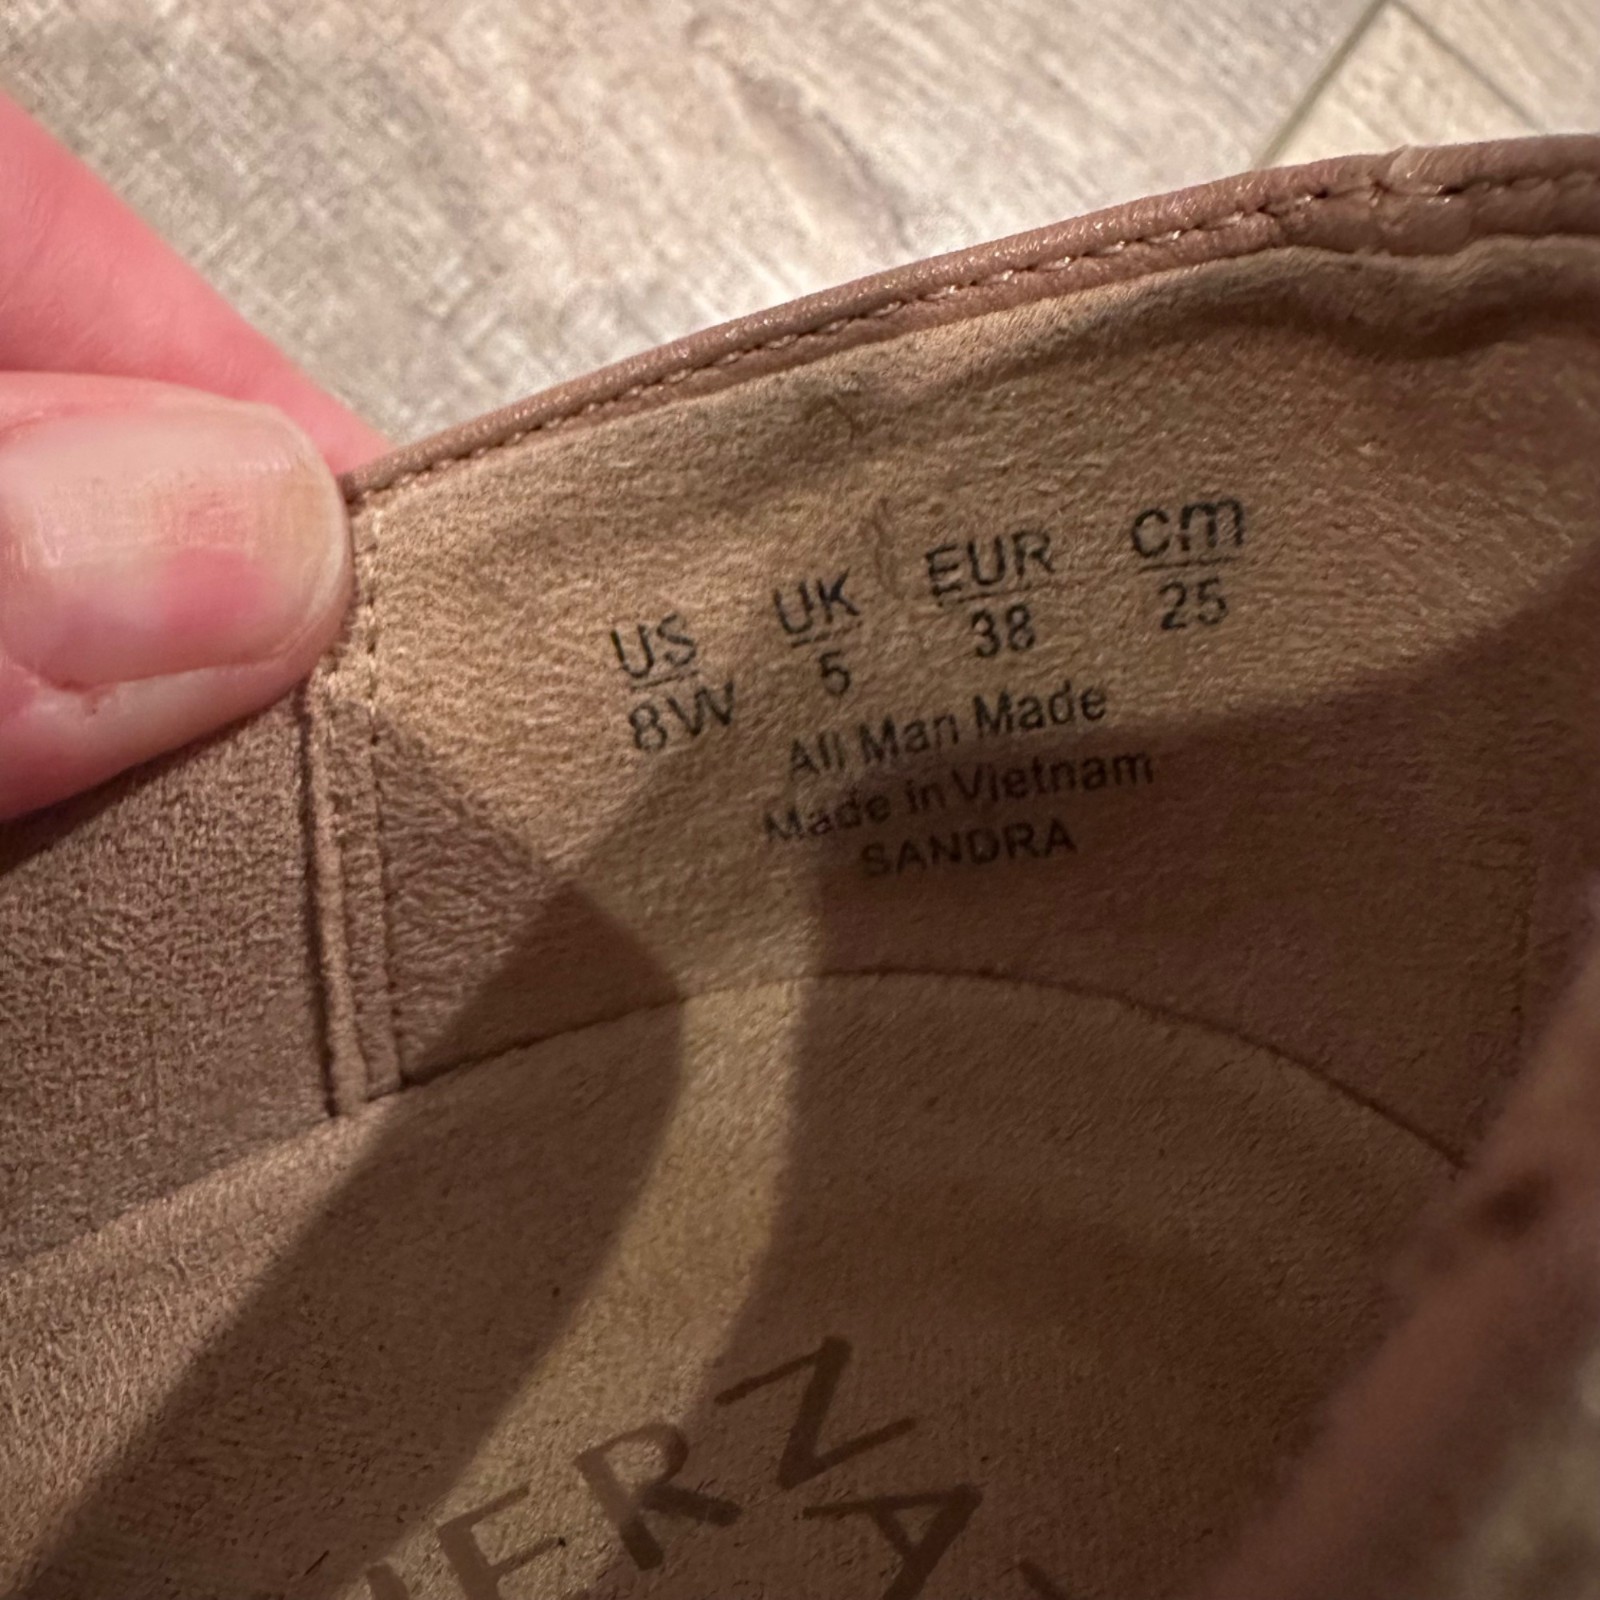 US UK EUR cm
8W 5 38 25
All Man Made
Made in Vietnam
SANDRA